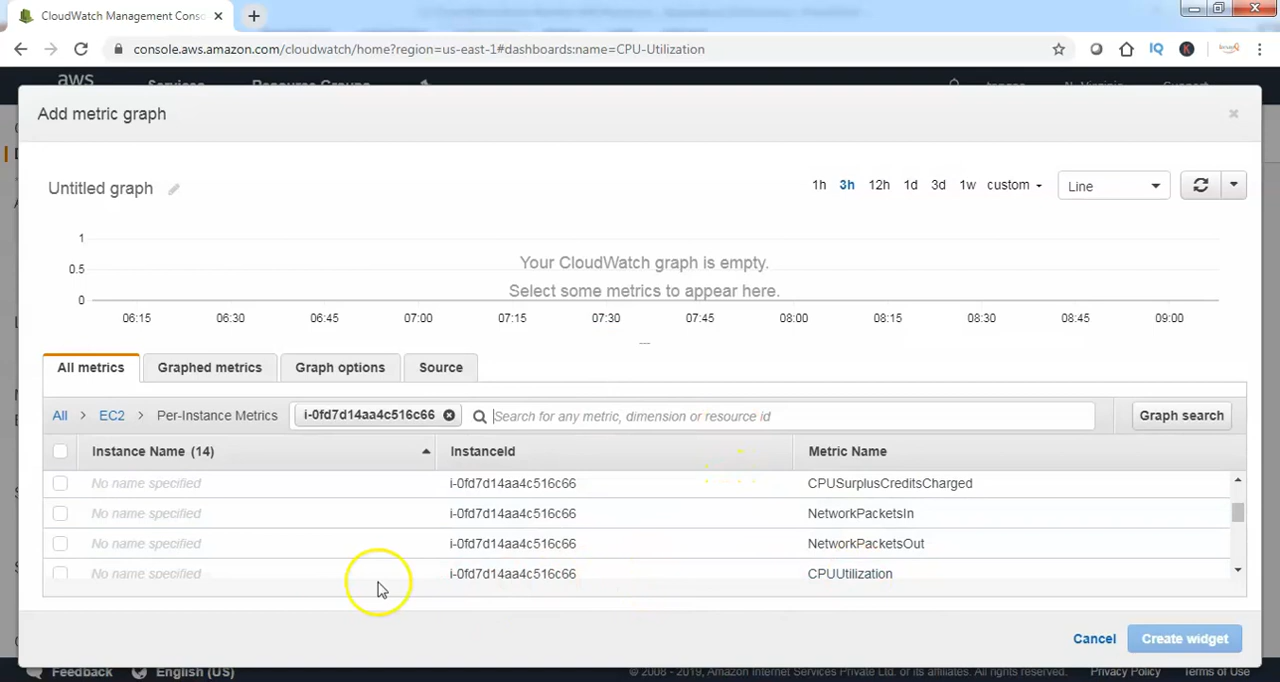 CloudWatch Management Conso
console.aws.amazon.com/cloudwatch/home?region=us-east-1#dashboards:name=CPU-Utilization
aws Services Resource Groups N. Virginia Support
Add metric graph
Untitled graph
1h 3h 12h 1d 3d 1w custom Line
1
0.5
0
Your CloudWatch graph is empty.
Select some metrics to appear here.
06:15 06:30 06:45 07:00 07:15 07:30 07:45 08:00 08:15 08:30 08:45 09:00
All metrics Graphed metrics Graph options Source
All > EC2 > Per-Instance Metrics i-0fd7d14aa4c516c66 Search for any metric, dimension or resource id Graph search
Instance Name (14) InstanceId Metric Name
No name specified i-0fd7d14aa4c516c66 CPUSurplusCreditsCharged
No name specified i-0fd7d14aa4c516c66 NetworkPacketsIn
No name specified i-0fd7d14aa4c516c66 NetworkPacketsOut
No name specified i-0fd7d14aa4c516c66 CPUUtilization
Cancel Create widget
Feedback English (US) © 2008 - 2019, Amazon Internet Services Private Ltd. or its affiliates. All rights reserved. Privacy Policy Terms of Use